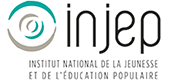 injep
INSTITUT NATIONAL DE LA JEUNESSE
ET DE L'ÉDUCATION POPULAIRE